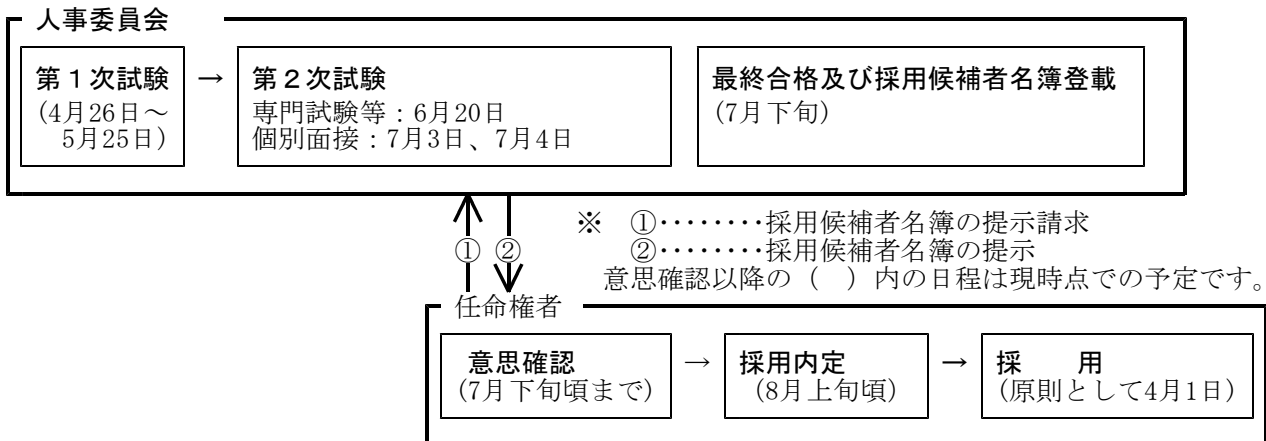 人事委員会
第１次試験 → 第２次試験
(4月26日～
5月25日)
専門試験等：6月20日
個別面接：7月3日、7月4日
最終合格及び採用候補者名簿登載
(7月下旬)
① ②
※　①････････採用候補者名簿の提示請求
②････････採用候補者名簿の提示
意思確認以降の（　）内の日程は現時点での予定です。
任命権者
意思確認 → 採用内定 → 採　　用
(7月下旬頃まで) (8月上旬頃) (原則として4月1日)